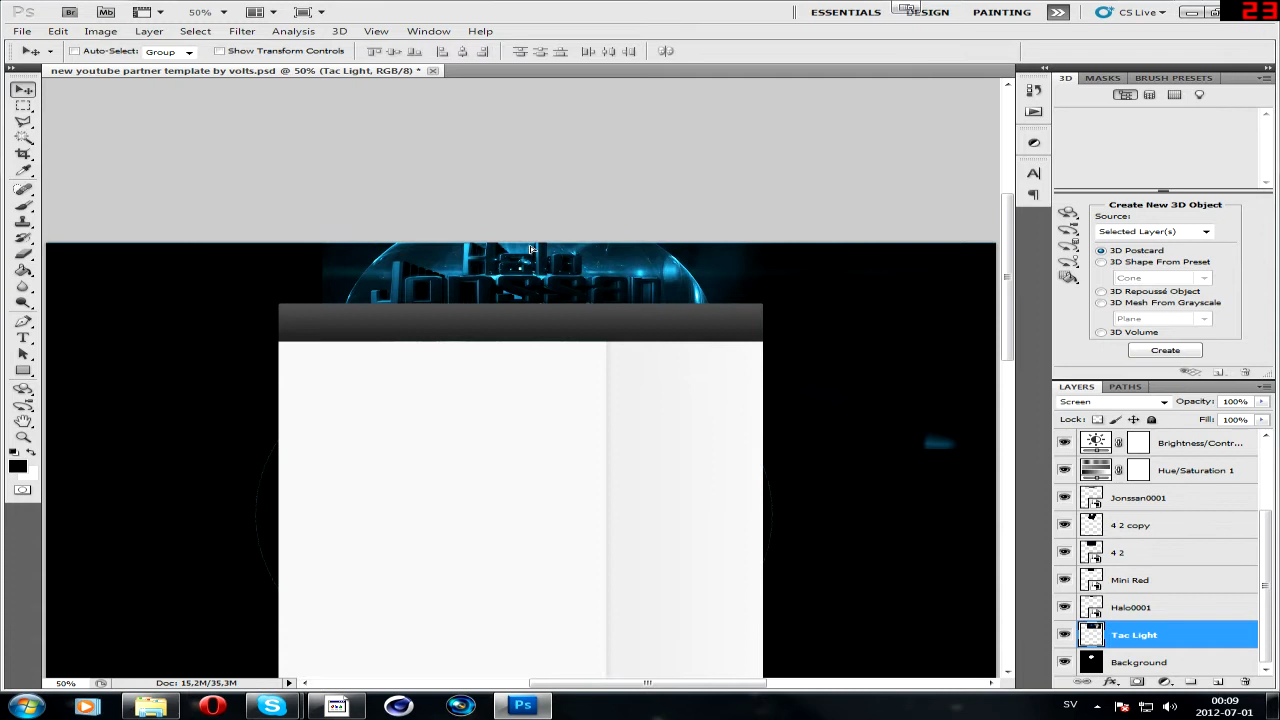 Ps Br Mb 50% ESSENTIALS DESIGN PAINTING CS Live 23
File Edit Image Layer Select Filter Analysis 3D View Window Help
Auto-Select: Group Show Transform Controls
new youtube partner template by volts.psd @ 50% (Tac Light, RGB/8) *
3D MASKS BRUSH PRESETS
Create New 3D Object
Source:
Selected Layer(s)
3D Postcard
3D Shape From Preset
Cone
3D Repoussé Object
3D Mesh From Grayscale
Plane
3D Volume
Create
LAYERS PATHS
Screen Opacity: 100%
Lock: Fill: 100%
Brightness/Contr...
Hue/Saturation 1
Jonssan0001
4 2 copy
4 2
Mini Red
Halo0001
Tac Light
Background
50% Doc: 15,2M/35,3M
Ps SV 00:09
2012-07-01